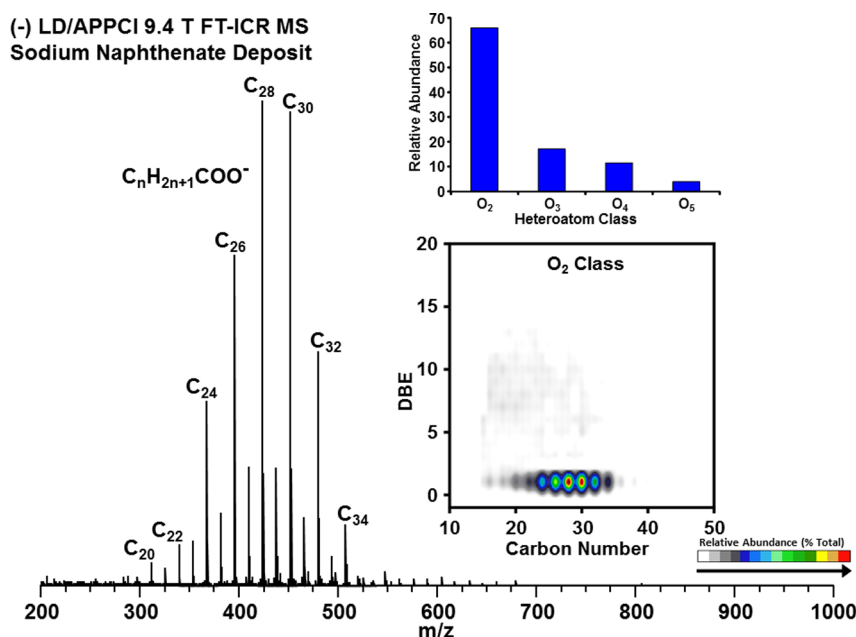 (-) LD/APPCI 9.4 T FT-ICR MS
Sodium Naphthenate Deposit
C₂₈
C₃₀
CₙH₂ₙ₊₁COO⁻
C₂₆
C₃₂
C₂₄
C₃₄
C₂₂
C₂₀
200 300 400 500 600 700 800 900 1000
m/z
Relative Abundance
70
60
50
40
30
20
10
0
O₂ O₃ O₄ O₅
Heteroatom Class
O₂ Class
DBE
20
15
10
5
0
10 20 30 40 50
Carbon Number
Relative Abundance (% Total)